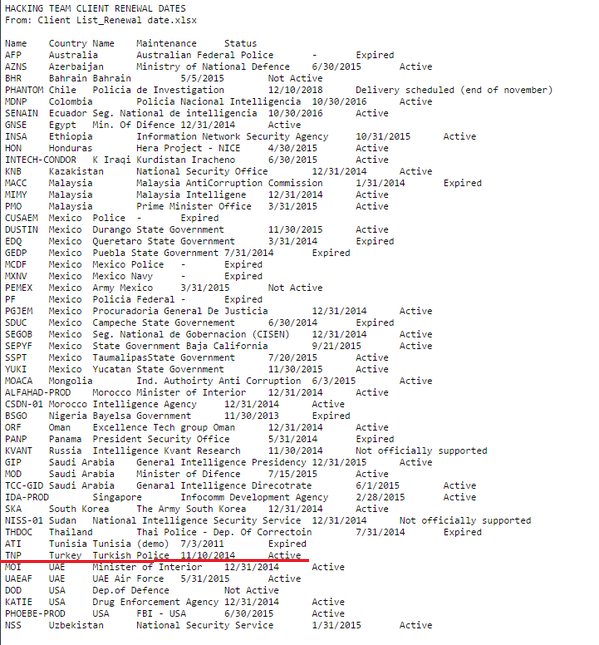 HACKING TEAM CLIENT RENEWAL DATES
From: Client List_Renewal date.xlsx
Name Country Name Maintenance Status
AFP Australia Australian Federal Police - Expired
AZNS Azerbaijan Ministry of National Defence 6/30/2015 Active
BHR Bahrain Bahrain 5/5/2015 Not Active
PHANTOM Chile Policia de Investigation 12/10/2018 Delivery scheduled (end of november)
MDNP Colombia Policia Nacional Intelligencia 10/30/2016 Active
SENAIN Ecuador Seg. National de intelligencia 10/30/2016 Active
GNSE Egypt Min. Of Difence 12/31/2014 Active
INSA Ethiopia Information Network Security Agency 10/31/2015 Active
HON Honduras Hera Project - NICE 4/30/2015 Active
INTECH-CONDOR K Iraqi Kurdistan Iracheno 6/30/2015 Active
KNB Kazakistan National Security Office 12/31/2014 Active
MACC Malaysia Malaysia AntiCorruption Commission 1/31/2014 Expired
MIMY Malaysia Malaysia Intelligene 12/31/2014 Active
PMO Malaysia Prime Minister Office 3/31/2015 Active
CUSAEM Mexico Police - Expired
DUSTIN Mexico Durango State Government 11/30/2015 Active
EDQ Mexico Queretaro State Government 3/31/2014 Expired
GEDP Mexico Puebla State Government 7/31/2014 Expired
MCDF Mexico Mexico Police - Expired
MXNV Mexico Mexico Navy - Expired
PEMEX Mexico Army Mexico 3/31/2015 Not Active
PF Mexico Policia Federal - Expired
PGJEM Mexico Procuradoria General De Justicia 12/31/2014 Active
SDUC Mexico Campeche State Governement 6/30/2014 Expired
SEGOB Mexico Seg. National de Gobernacion (CISEN) 12/31/2014 Active
SEPYF Mexico State Government Baja California 9/21/2015 Active
SSPT Mexico TaumalipasState Government 7/20/2015 Active
YUKI Mexico Yucatan State Government 11/30/2015 Active
MOACA Mongolia Ind. Authoirty Anti Corruption 6/3/2015 Active
ALFAHAD-PROD Morocco Minister of Interior 12/31/2014 Active
CSDN-01 Morocco Intelligence Agency 12/31/2014 Active
BSGO Nigeria Bayelsa Government 11/30/2013 Expired
ORF Oman Excellence Tech group Oman 12/31/2014 Active
PANP Panama President Security Office 5/31/2014 Expired
KVANT Russia Intelligence Kvant Research 11/30/2014 Not officially supported
GIP Saudi Arabia General Intelligence Presidency 12/31/2015 Active
MOD Saudi Arabia Minister of Difence 7/15/2015 Active
TCC-GID Saudi Arabia Genaral Intelligence Direcotrate 6/1/2015 Active
IDA-PROD Singapore Infocomm Development Agency 2/28/2015 Active
SKA South Korea The Army South Korea 12/31/2014 Active
NISS-01 Sudan National Intelligence Security Service 12/31/2014 Not officially supported
THDOC Thailand Thai Police - Dep. Of Correctoin 7/31/2014 Expired
ATI Tunisia Tunisia (demo) 7/3/2011 Expired
TNP Turkey Turkish Police 11/10/2014 Active
MOI UAE Minister of Interior 12/31/2014 Active
UAEAF UAE UAE Air Force 5/31/2015 Active
DOD USA Dep.of Defence Not Active
KATIE USA Drug Enforcement Agency 12/31/2014 Active
PHOEBE-PROD USA FBI - USA 6/30/2015 Active
NSS Uzbekistan National Security Service 1/31/2015 Active